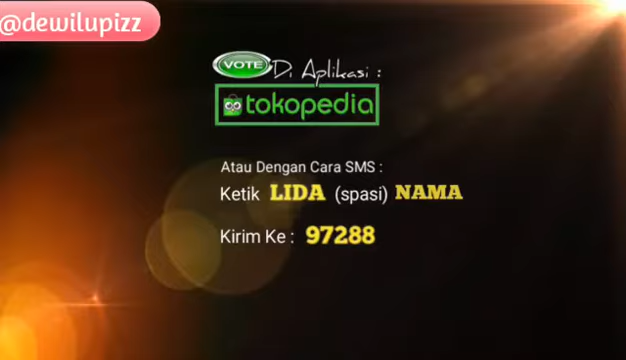 @dewilupizz
VOTE Di Aplikasi :
tokopedia
Atau Dengan Cara SMS :
Ketik LIDA (spasi) NAMA
Kirim Ke : 97288